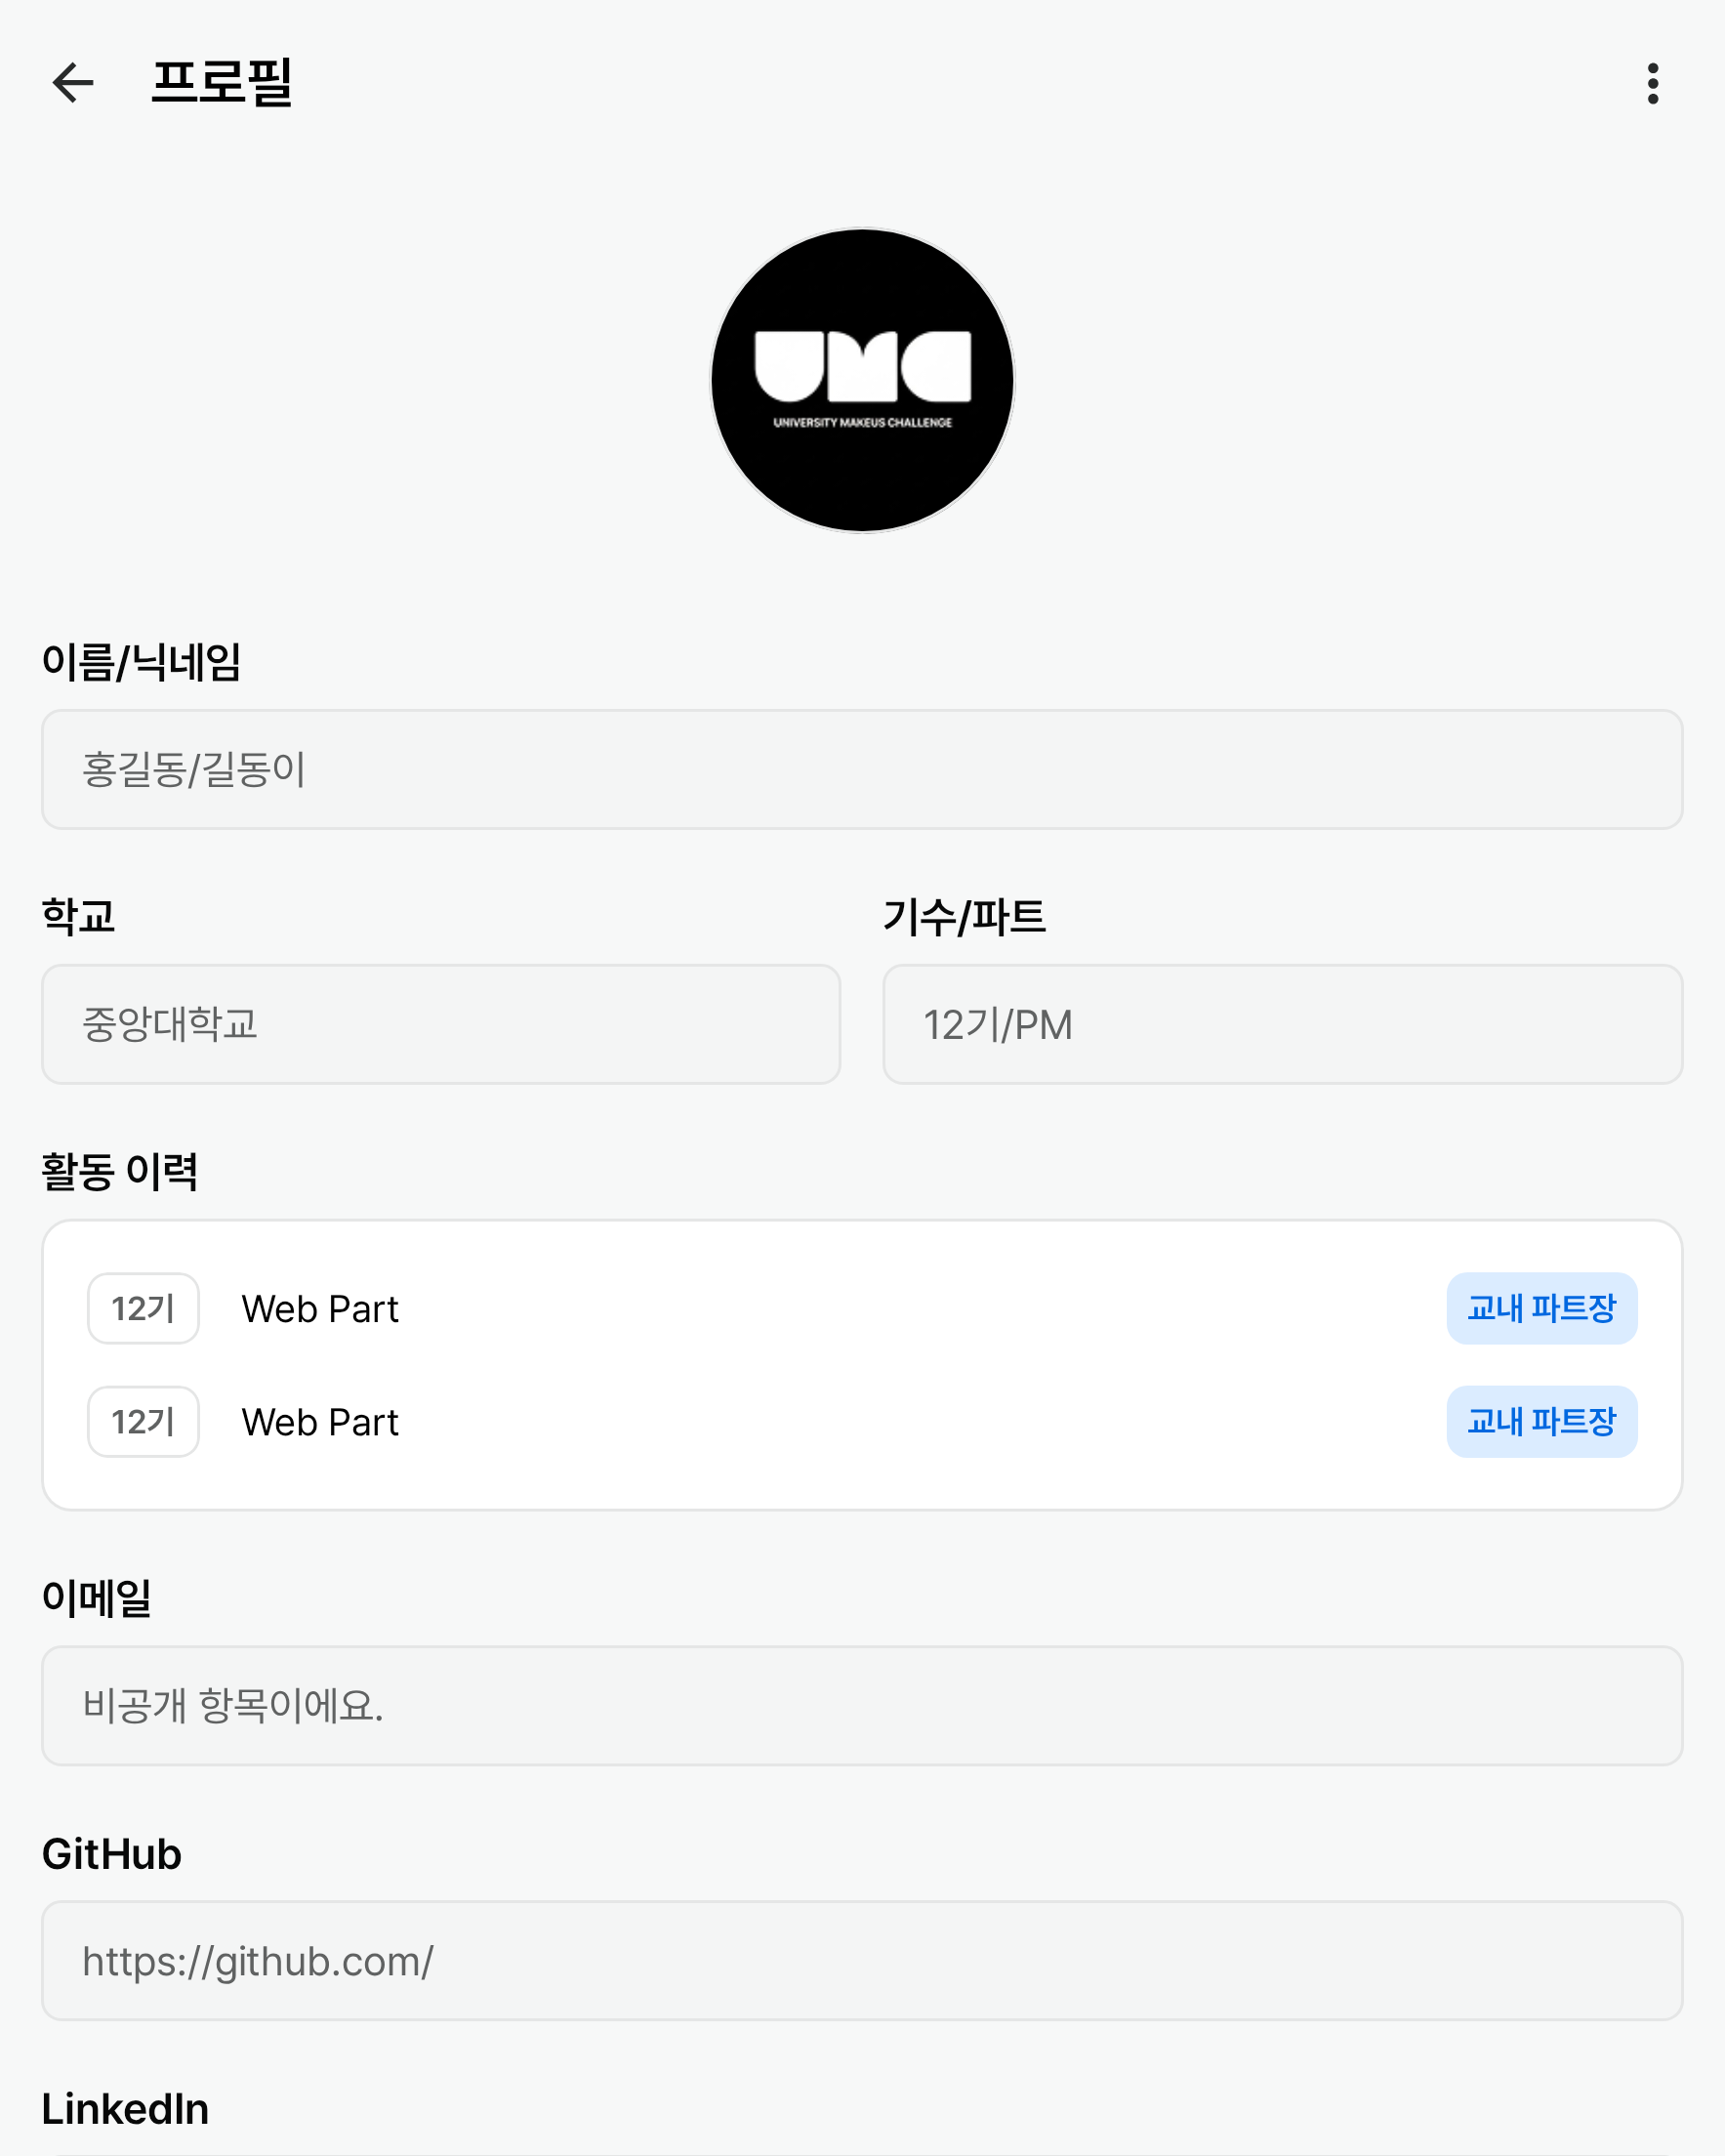 프로필
UMC
UNIVERSITY MAKEUS CHALLENGE
이름/닉네임
홍길동/길동이
학교
기수/파트
중앙대학교
12기/PM
활동 이력
12기 Web Part 교내 파트장
12기 Web Part 교내 파트장
이메일
비공개 항목이에요.
GitHub
https://github.com/
LinkedIn